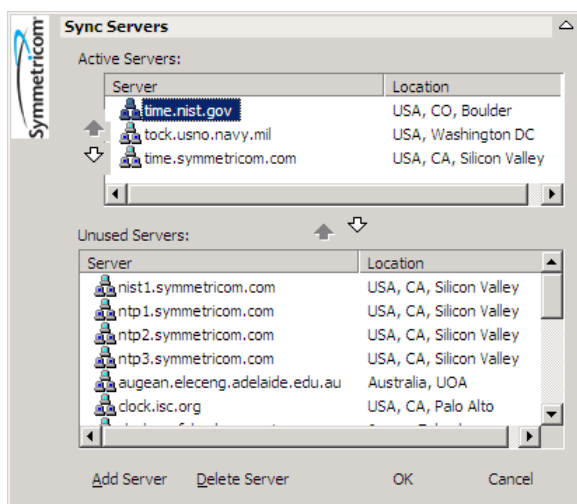 Symmetricom
Sync Servers
Active Servers:
Server Location
time.nist.gov USA, CO, Boulder
tock.usno.navy.mil USA, Washington DC
time.symmetricom.com USA, CA, Silicon Valley
Unused Servers:
Server Location
nist1.symmetricom.com USA, CA, Silicon Valley
ntp1.symmetricom.com USA, CA, Silicon Valley
ntp2.symmetricom.com USA, CA, Silicon Valley
ntp3.symmetricom.com USA, CA, Silicon Valley
augean.eleceng.adelaide.edu.au Australia, UOA
clock.isc.org USA, CA, Palo Alto
Add Server Delete Server OK Cancel